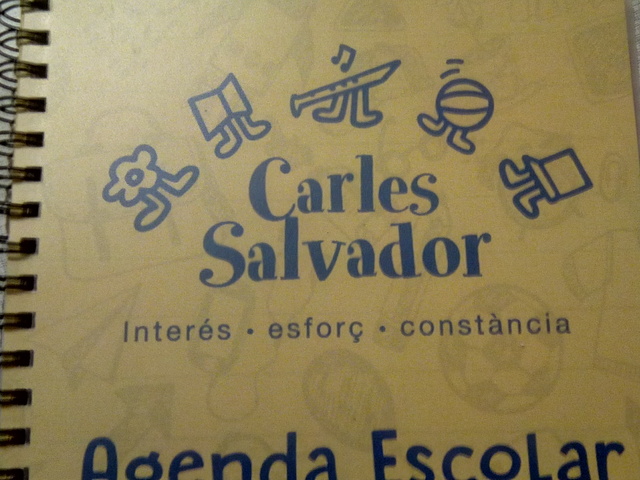 Carles
Salvador
Interés · esforç · constància
Agenda Escolar